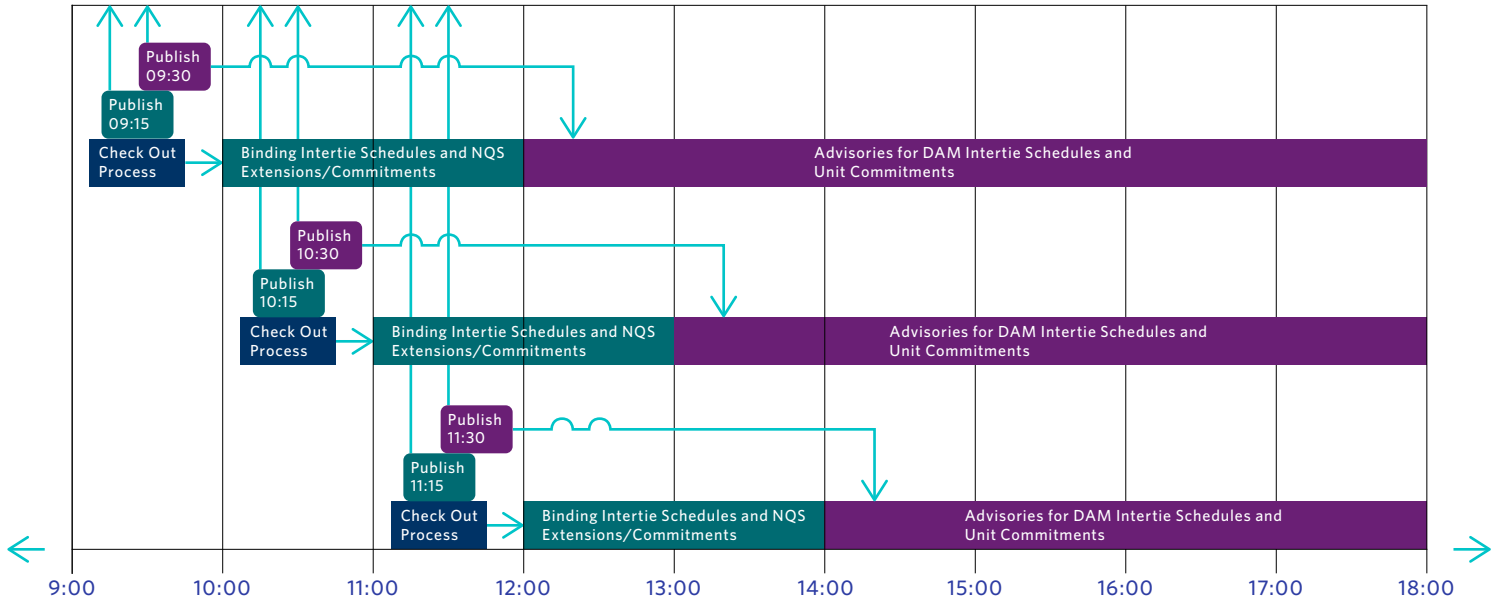 Publish
09:30
Publish
09:15
Check Out
Process
Binding Intertie Schedules and NQS
Extensions/Commitments
Advisories for DAM Intertie Schedules and
Unit Commitments
Publish
10:30
Publish
10:15
Check Out
Process
Binding Intertie Schedules and NQS
Extensions/Commitments
Advisories for DAM Intertie Schedules and
Unit Commitments
Publish
11:30
Publish
11:15
Check Out
Process
Binding Intertie Schedules and NQS
Extensions/Commitments
Advisories for DAM Intertie Schedules and
Unit Commitments
9:00 10:00 11:00 12:00 13:00 14:00 15:00 16:00 17:00 18:00